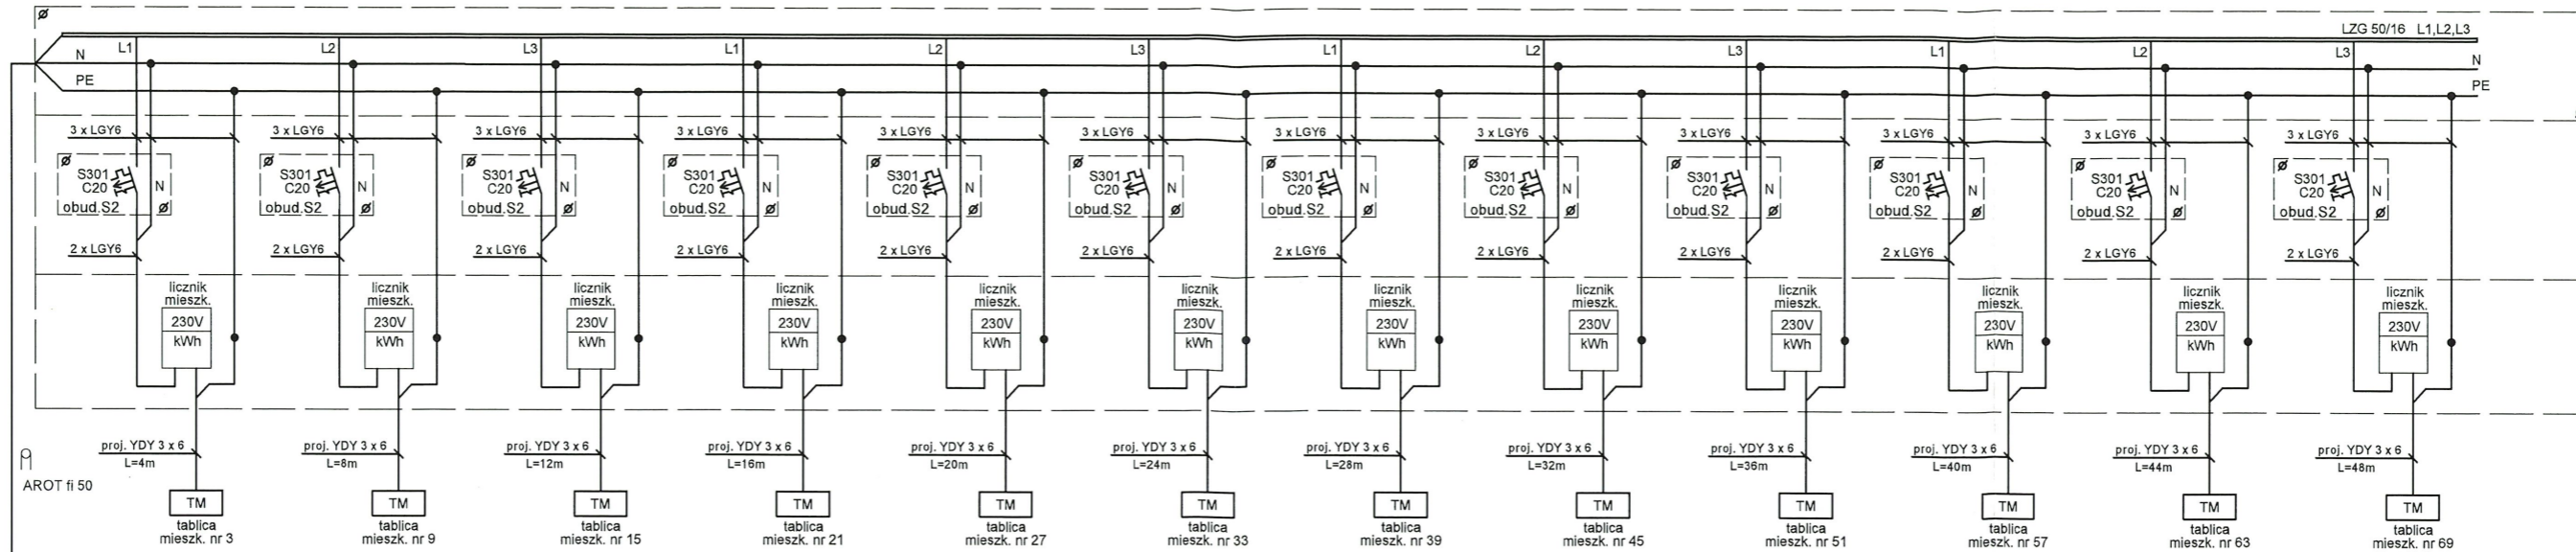 LZG 50/16 L1,L2,L3
L1 L2 L3 L1 L2 L3 L1 L2 L3 L1 L2 L3
N N
PE PE
3 x LGY6 3 x LGY6 3 x LGY6 3 x LGY6 3 x LGY6 3 x LGY6 3 x LGY6 3 x LGY6 3 x LGY6 3 x LGY6 3 x LGY6 3 x LGY6
S301 S301 S301 S301 S301 S301 S301 S301 S301 S301 S301 S301
C20 N C20 N C20 N C20 N C20 N C20 N C20 N C20 N C20 N C20 N C20 N C20 N
obud.S2 obud.S2 obud.S2 obud.S2 obud.S2 obud.S2 obud.S2 obud.S2 obud.S2 obud.S2 obud.S2 obud.S2
2 x LGY6 2 x LGY6 2 x LGY6 2 x LGY6 2 x LGY6 2 x LGY6 2 x LGY6 2 x LGY6 2 x LGY6 2 x LGY6 2 x LGY6 2 x LGY6
licznik licznik licznik licznik licznik licznik licznik licznik licznik licznik licznik licznik
mieszk. mieszk. mieszk. mieszk. mieszk. mieszk. mieszk. mieszk. mieszk. mieszk. mieszk. mieszk.
230V 230V 230V 230V 230V 230V 230V 230V 230V 230V 230V 230V
kWh kWh kWh kWh kWh kWh kWh kWh kWh kWh kWh kWh
proj. YDY 3 x 6 proj. YDY 3 x 6 proj. YDY 3 x 6 proj. YDY 3 x 6 proj. YDY 3 x 6 proj. YDY 3 x 6 proj. YDY 3 x 6 proj. YDY 3 x 6 proj. YDY 3 x 6 proj. YDY 3 x 6 proj. YDY 3 x 6 proj. YDY 3 x 6
L=4m L=8m L=12m L=16m L=20m L=24m L=28m L=32m L=36m L=40m L=44m L=48m
AROT fi 50
TM TM TM TM TM TM TM TM TM TM TM TM
tablica tablica tablica tablica tablica tablica tablica tablica tablica tablica tablica tablica
mieszk. nr 3 mieszk. nr 9 mieszk. nr 15 mieszk. nr 21 mieszk. nr 27 mieszk. nr 33 mieszk. nr 39 mieszk. nr 45 mieszk. nr 51 mieszk. nr 57 mieszk. nr 63 mieszk. nr 69